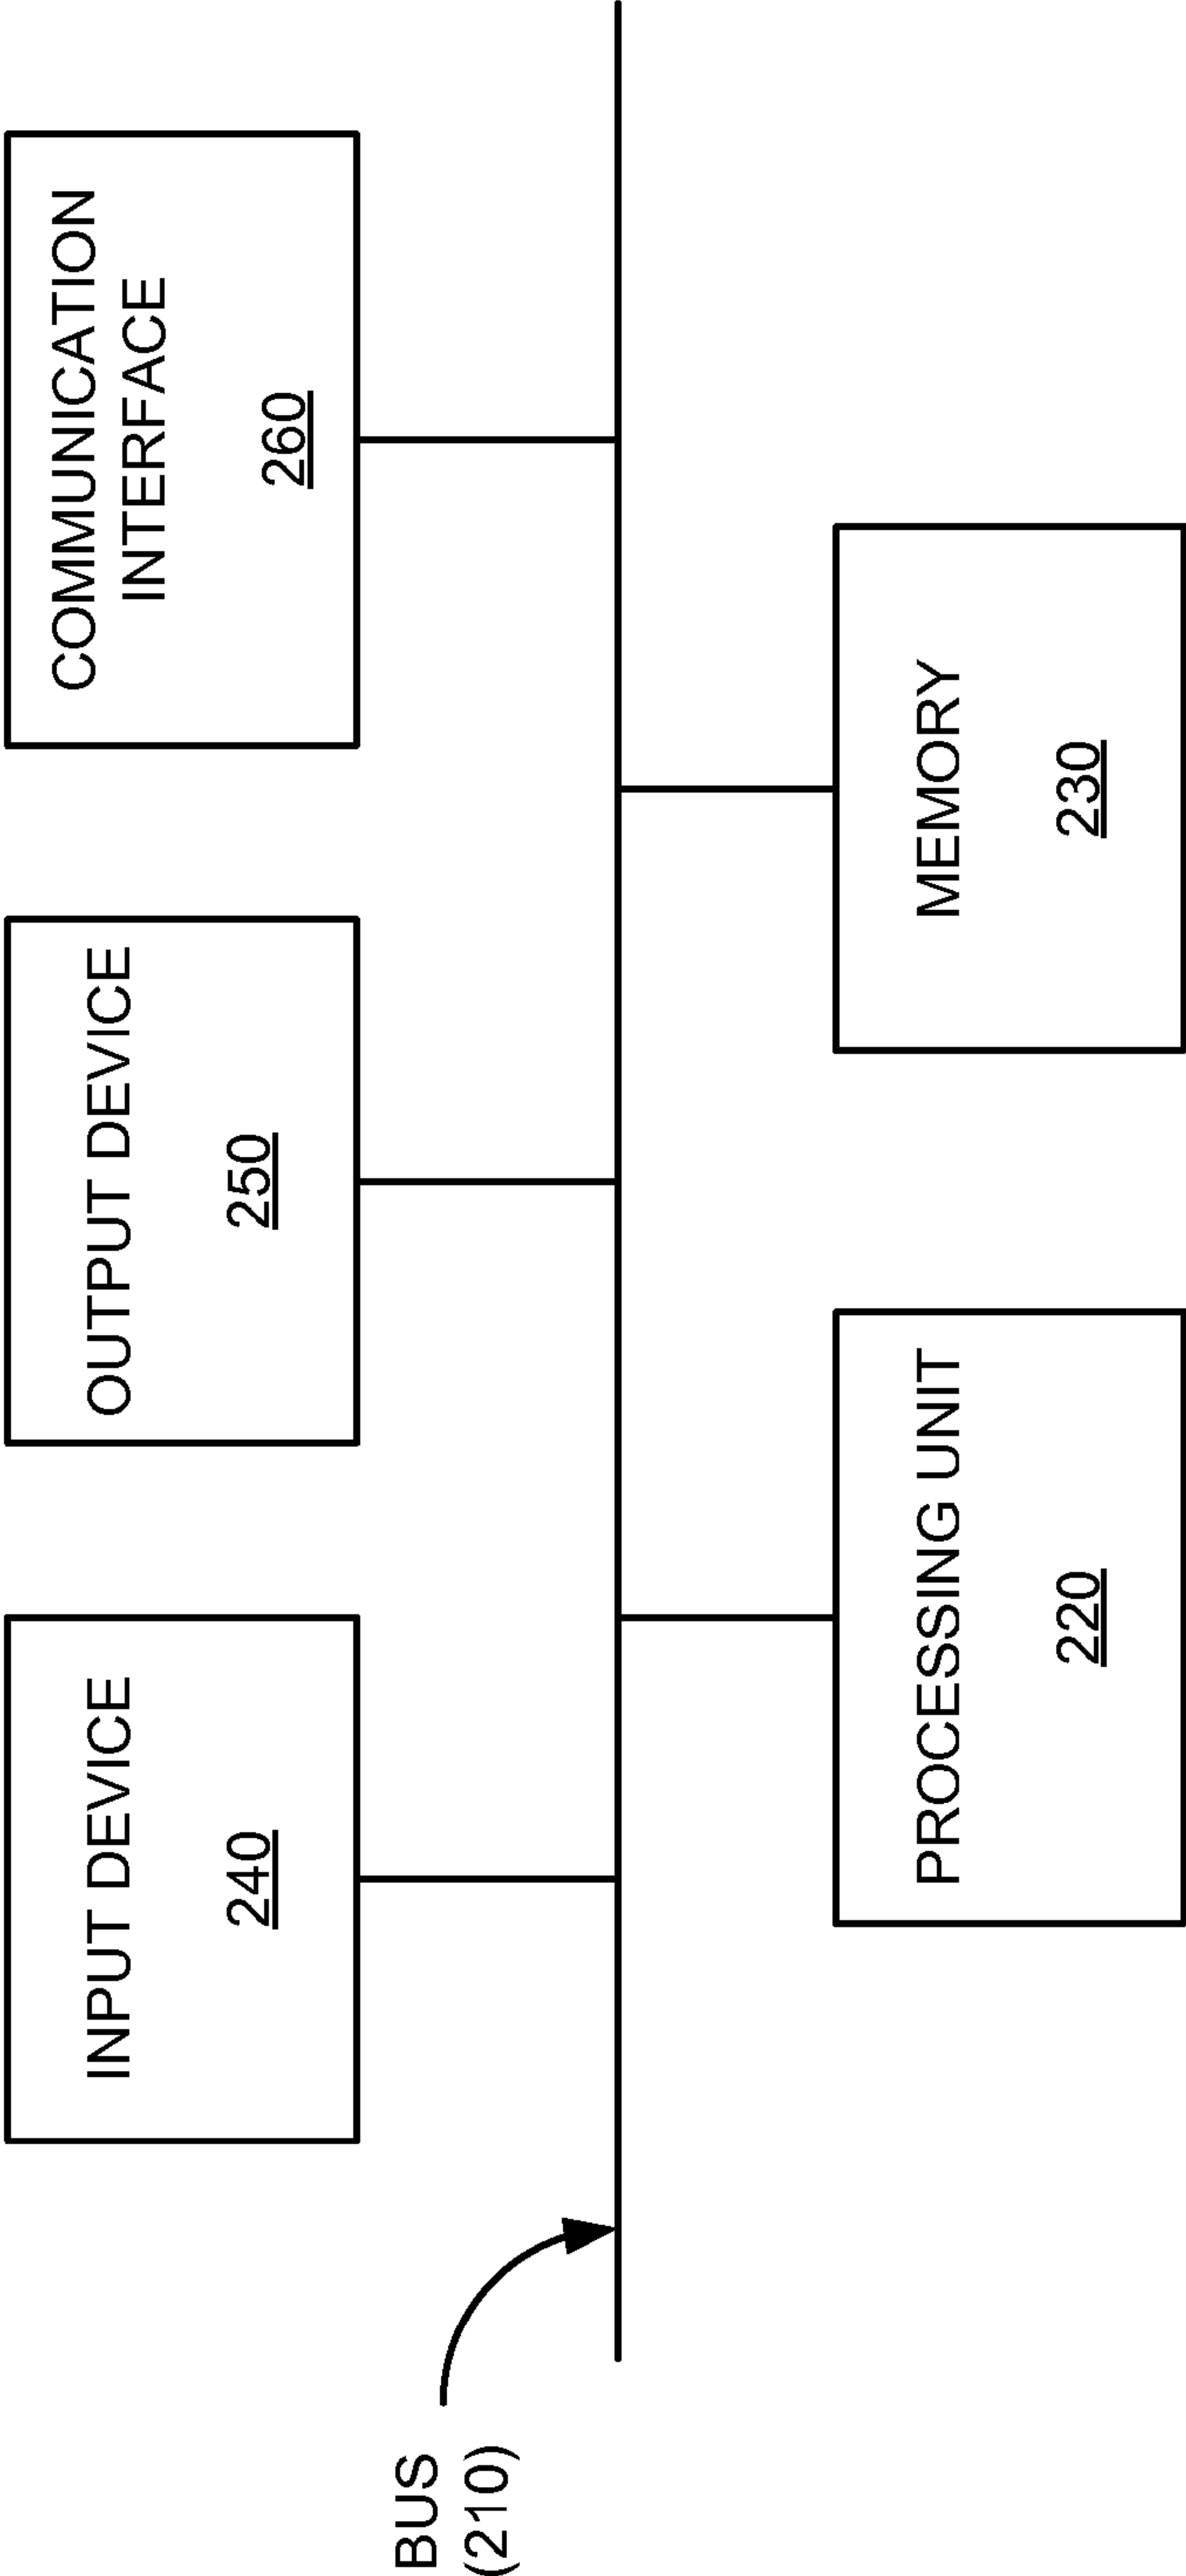 INPUT DEVICE
240
OUTPUT DEVICE
250
COMMUNICATION
INTERFACE
260
BUS
(210)
PROCESSING UNIT
220
MEMORY
230